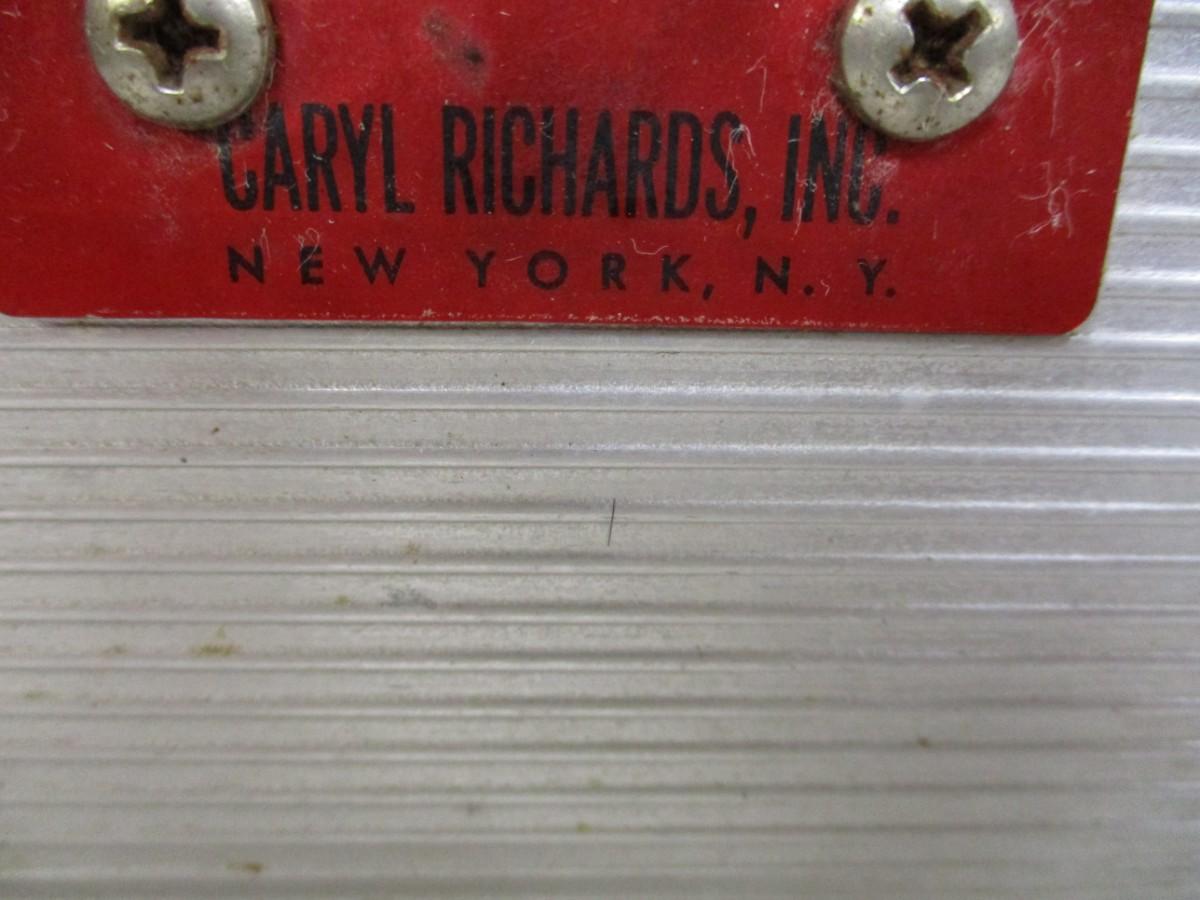 CARYL RICHARDS, INC.
NEW YORK, N. Y.